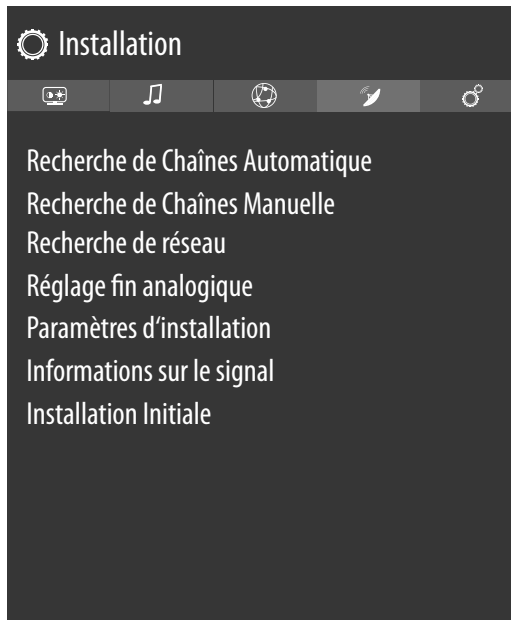 Installation
Recherche de Chaînes Automatique
Recherche de Chaînes Manuelle
Recherche de réseau
Réglage fin analogique
Paramètres d‘installation
Informations sur le signal
Installation Initiale